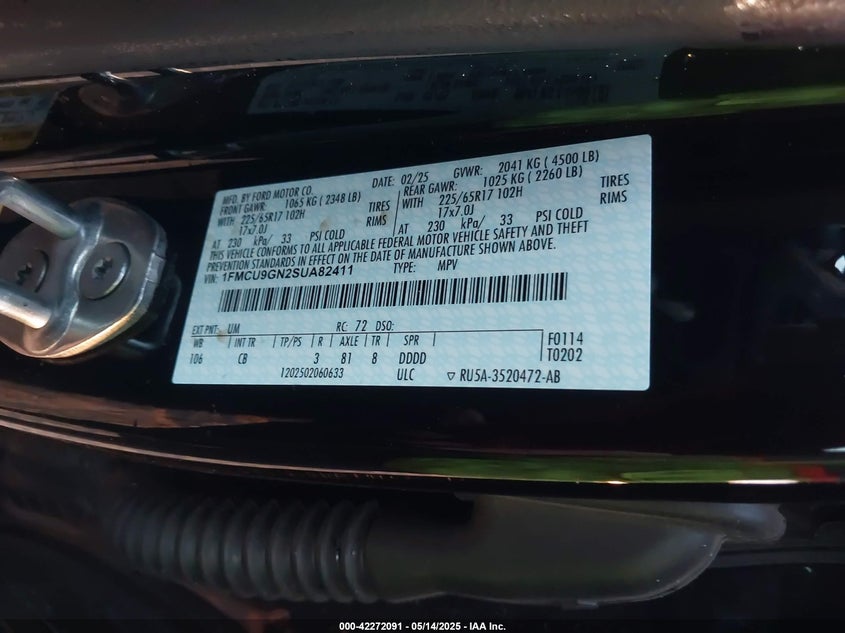 MFD. BY FORD MOTOR CO.
DATE: 02/25 GVWR: 2041 KG ( 4500 LB)
FRONT GAWR: 1065 KG ( 2348 LB) REAR GAWR: 1025 KG ( 2260 LB)
WITH 225/65R17 102H TIRES WITH 225/65R17 102H TIRES
17x7.0J RIMS 17x7.0J RIMS
AT 230 kPa/ 33 PSI COLD AT 230 kPa/ 33 PSI COLD
THIS VEHICLE CONFORMS TO ALL APPLICABLE FEDERAL MOTOR VEHICLE SAFETY AND THEFT
PREVENTION STANDARDS IN EFFECT ON THE DATE OF MANUFACTURE SHOWN ABOVE.
VIN: 1FMCU9GN2SUA82411 TYPE: MPV
EXT PNT: UM RC: 72 DSO:
WB INT TR TP/PS R AXLE TR SPR F0114
106 CB 3 81 8 DDDD T0202
1202502060633 ULC ▽ RU5A-3520472-AB
000-42272091 - 05/14/2025 - IAA Inc.